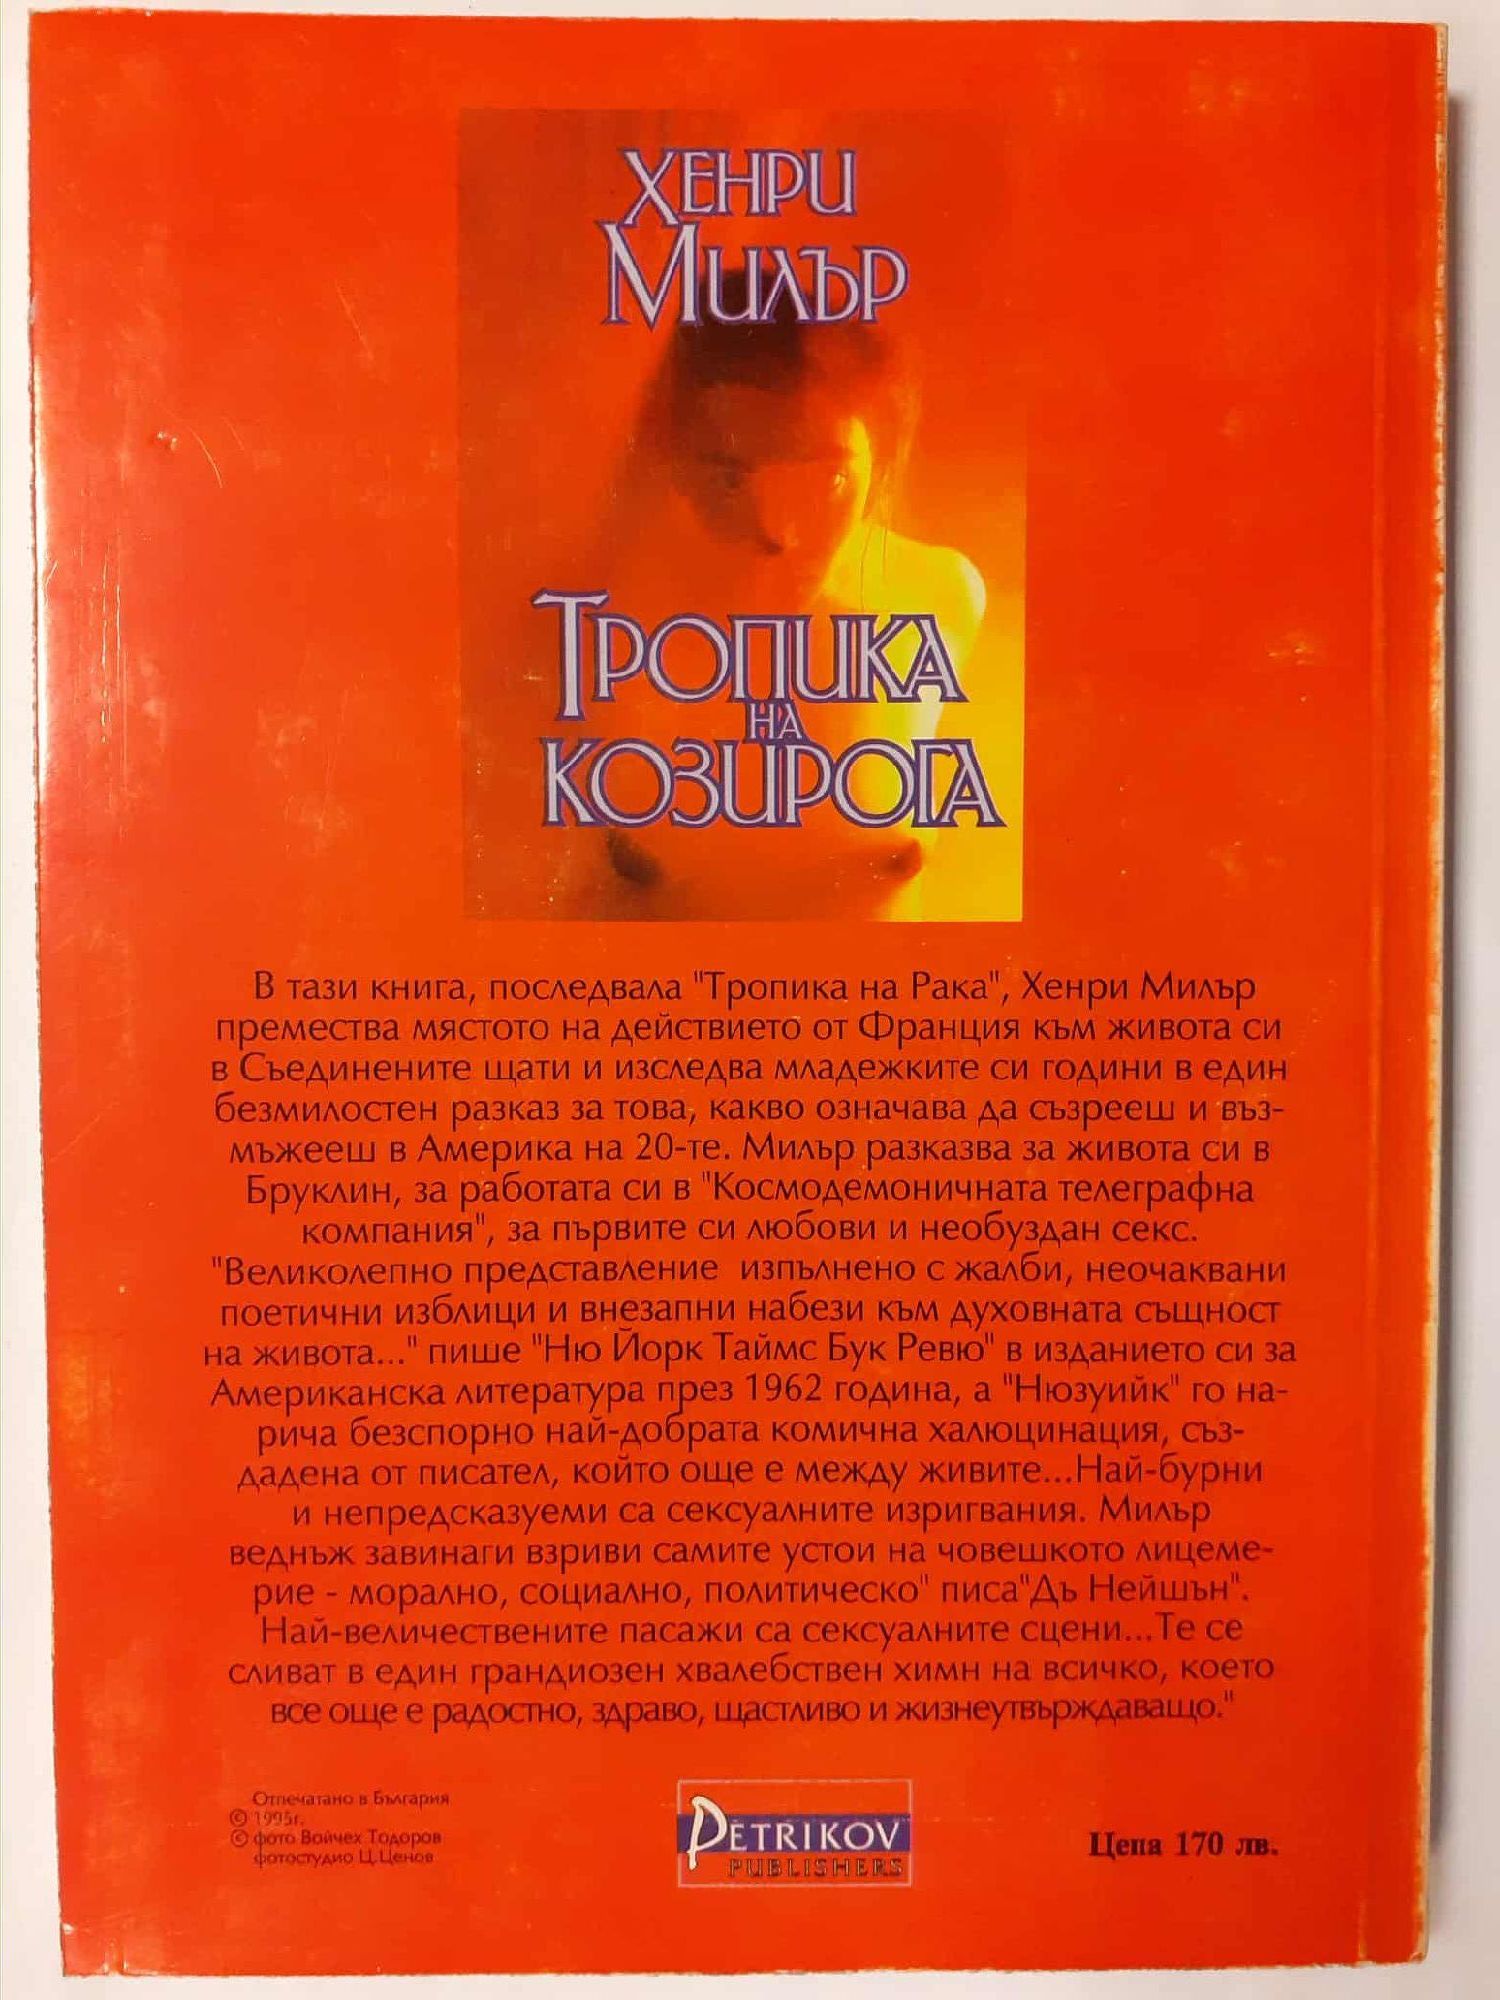 ХЕНРИ
МИЛЪР
ТРОПИКА
НА
КОЗИРОГА
В тази книга, последвала "Тропика на Рака", Хенри Милър
премества мястото на действието от Франция към живота си
в Съединените щати и изследва младежките си години в един
безмилостен разказ за това, какво означава да съзрееш и въз-
мъжееш в Америка на 20-те. Милър разказва за живота си в
Бруклин, за работата си в "Космодемоничната телеграфна
компания", за първите си любови и необуздан секс.
"Великолепно представление изпълнено с жалби, неочаквани
поетични изблици и внезапни набези към духовната същност
на живота..." пише "Ню Йорк Таймс Бук Ревю" в изданието си за
Американска литература през 1962 година, а "Нюзуийк" го на-
рича безспорно най-добрата комична халюцинация, съз-
дадена от писател, който още е между живите...Най-бурни
и непредсказуеми са сексуалните изригвания. Милър
веднъж завинаги взриви самите устои на човешкото лицеме-
рие - морално, социално, политическо" писа"Дъ Нейшън".
Най-величествените пасажи са сексуалните сцени...Те се
сливат в един грандиозен хвалебствен химн на всичко, което
все още е радостно, здраво, щастливо и жизнеутвърждаващо."
Отпечатано в България
© 1995г.
© фото Войчех Тодоров
фотостудио Ц.Ценов
PETRIKOV
PUBLISHERS
Цена 170 лв.